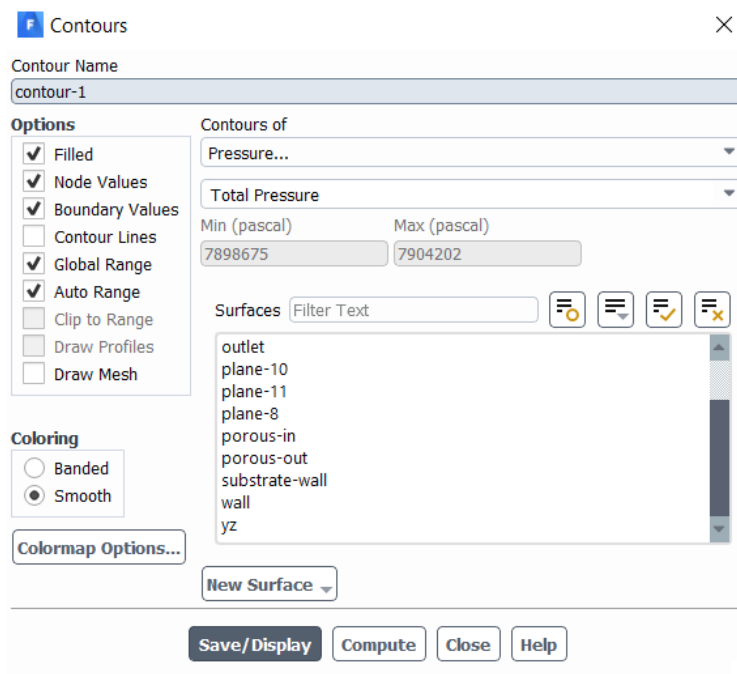 F Contours
Contour Name
contour-1
Options
Filled
Node Values
Boundary Values
Contour Lines
Global Range
Auto Range
Clip to Range
Draw Profiles
Draw Mesh
Coloring
Banded
Smooth
Colormap Options...
Contours of
Pressure...
Total Pressure
Min (pascal) Max (pascal)
7898675 7904202
Surfaces Filter Text
outlet
plane-10
plane-11
plane-8
porous-in
porous-out
substrate-wall
wall
yz
New Surface
Save/Display Compute Close Help